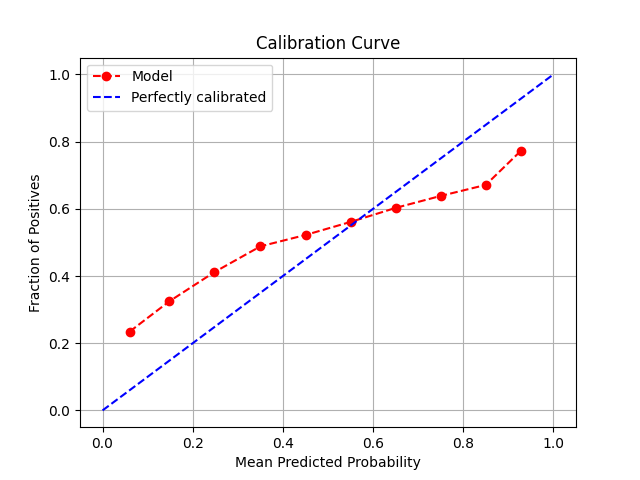 Calibration Curve
Model
Perfectly calibrated
1.0
0.8
0.6
0.4
0.2
0.0
Fraction of Positives
0.0 0.2 0.4 0.6 0.8 1.0
Mean Predicted Probability